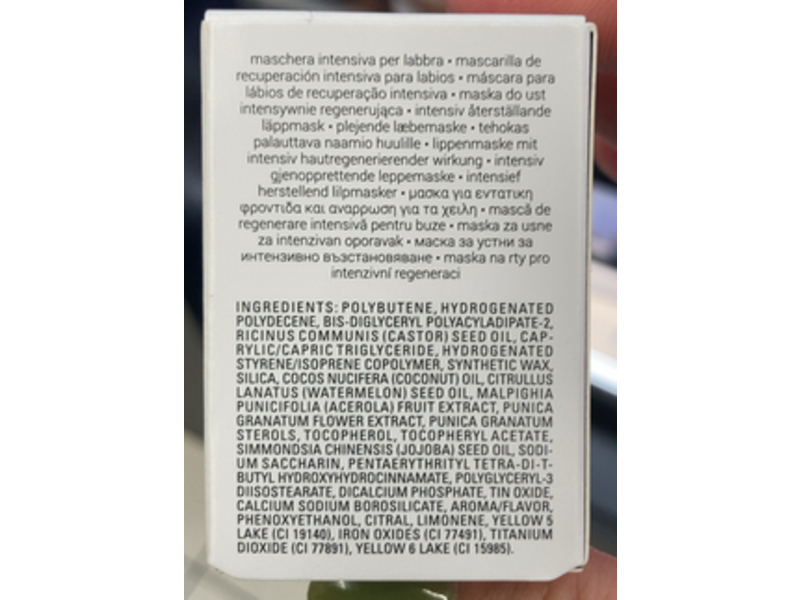 maschera intensiva per labbra • mascarilla de
recuperación intensiva para labios • máscara para
lábios de recuperação intensiva • maska do ust
intensywnie regenerująca • intensiv återställande
läppmask • plejende læbemaske • tehokas
palauttava naamio huulille • lippenmaske mit
intensiv hautregenerierender wirkung • intensiv
gjenopprettende leppemaske • intensief
herstellend lilpmasker • μασκα για εντατικη
φροντιδα και αναρρωση για τα χειλη • mască de
regenerare intensivă pentru buze • maska za usne
za intenzivan oporavak • маска за устни за
интензивно възстановяване • maska na rty pro
intenzivní regeneraci
INGREDIENTS: POLYBUTENE, HYDROGENATED
POLYDECENE, BIS-DIGLYCERYL POLYACYLADIPATE-2,
RICINUS COMMUNIS (CASTOR) SEED OIL, CAP-
RYLIC/CAPRIC TRIGLYCERIDE, HYDROGENATED
STYRENE/ISOPRENE COPOLYMER, SYNTHETIC WAX,
SILICA, COCOS NUCIFERA (COCONUT) OIL, CITRULLUS
LANATUS (WATERMELON) SEED OIL, MALPIGHIA
PUNICIFOLIA (ACEROLA) FRUIT EXTRACT, PUNICA
GRANATUM FLOWER EXTRACT, PUNICA GRANATUM
STEROLS, TOCOPHEROL, TOCOPHERYL ACETATE,
SIMMONDSIA CHINENSIS (JOJOBA) SEED OIL, SODI-
UM SACCHARIN, PENTAERYTHRITYL TETRA-DI-T-
BUTYL HYDROXYHYDROCINNAMATE, POLYGLYCERYL-3
DIISOSTEARATE, DICALCIUM PHOSPHATE, TIN OXIDE,
CALCIUM SODIUM BOROSILICATE, AROMA/FLAVOR,
PHENOXYETHANOL, CITRAL, LIMONENE, YELLOW 5
LAKE (CI 19140), IRON OXIDES (CI 77491), TITANIUM
DIOXIDE (CI 77891), YELLOW 6 LAKE (CI 15985).